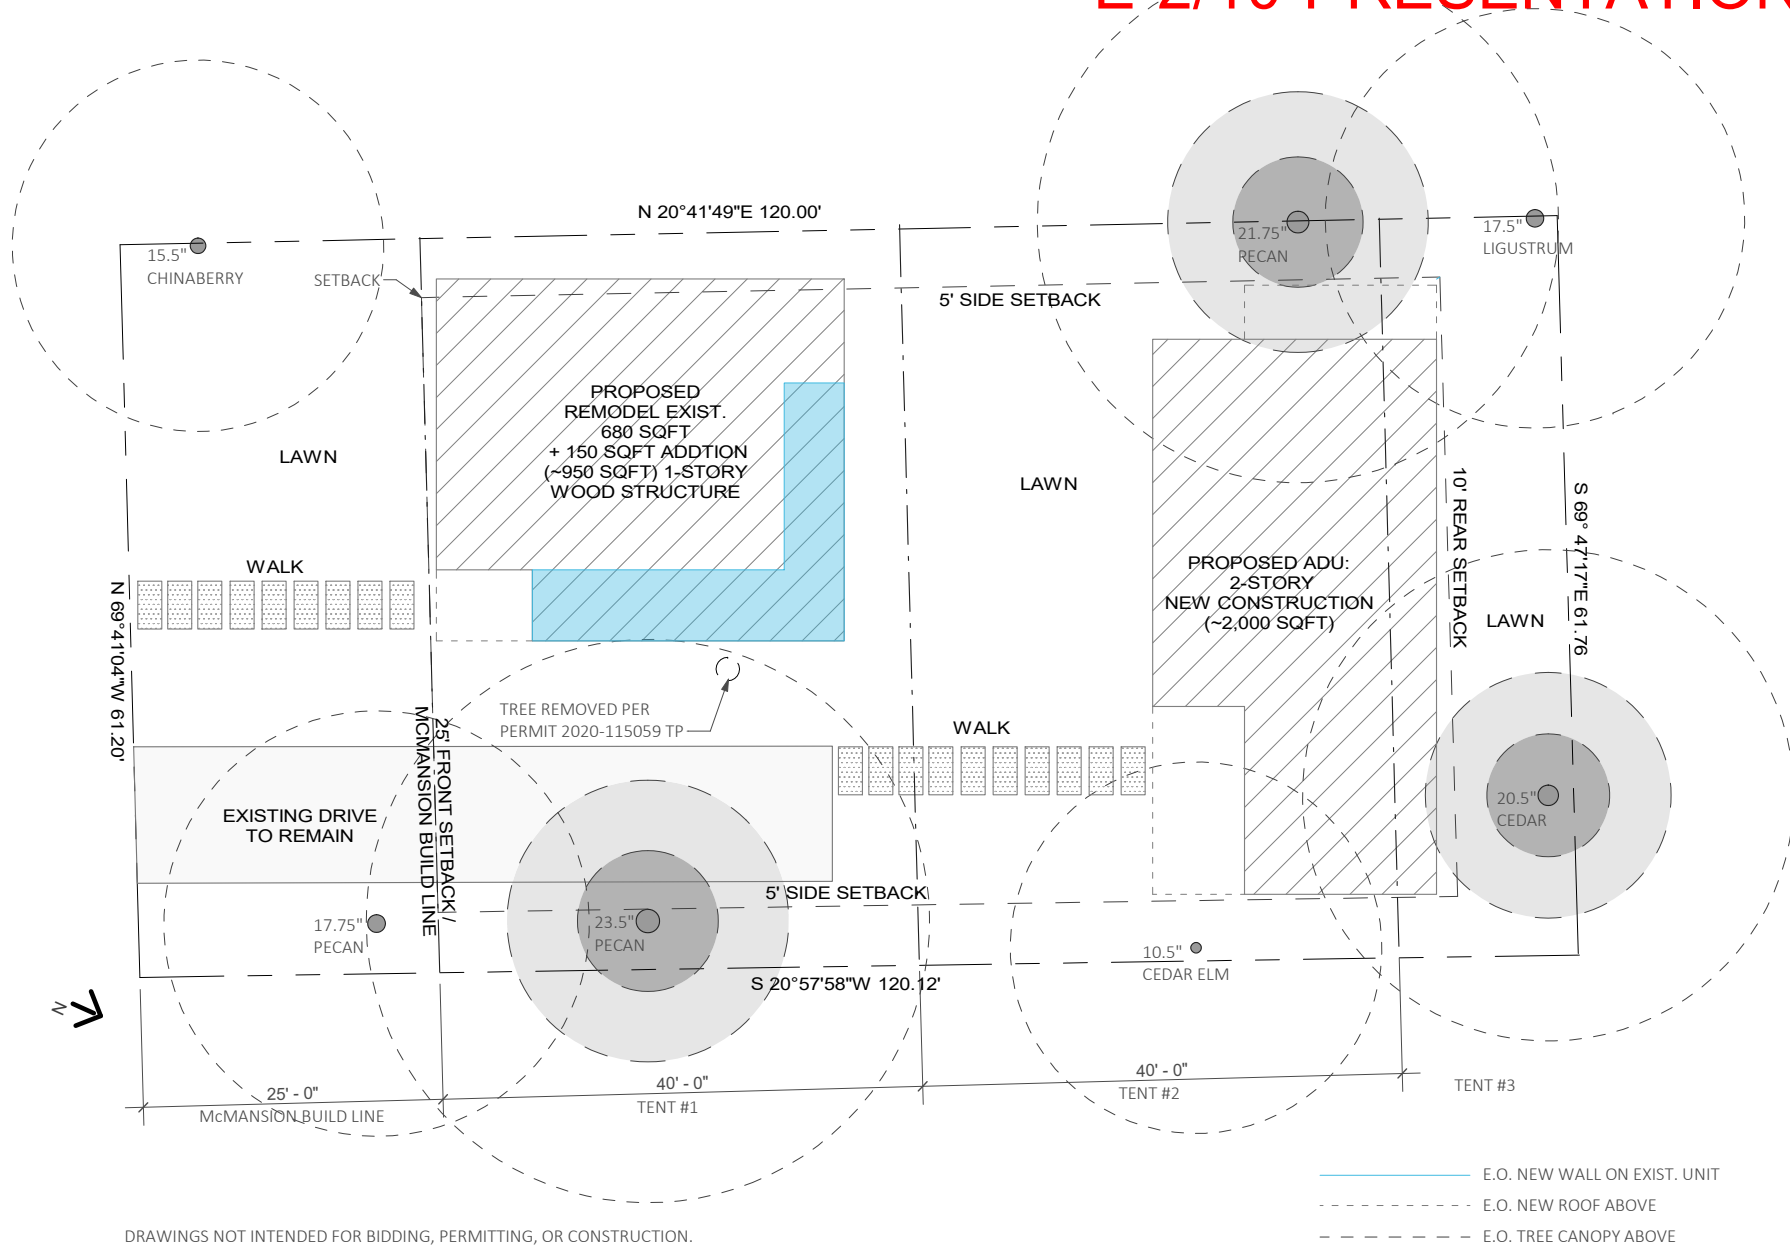 N 20°41'49"E 120.00'
15.5"
CHINABERRY
SETBACK
21.75"
PECAN
17.5"
LIGUSTRUM
5' SIDE SETBACK
PROPOSED
REMODEL EXIST.
680 SQFT
+ 150 SQFT ADDTION
(~950 SQFT) 1-STORY
WOOD STRUCTURE
LAWN
LAWN
10' REAR SETBACK
S 69° 47'17"E 61.76
WALK
PROPOSED ADU:
2-STORY
NEW CONSTRUCTION
(~2,000 SQFT)
LAWN
N 69°41'04"W 61.20'
TREE REMOVED PER
PERMIT 2020-115059 TP
25' FRONT SETBACK /
MCMANSION BUILD LINE
WALK
EXISTING DRIVE
TO REMAIN
20.5"
CEDAR
5' SIDE SETBACK
17.75"
PECAN
23.5"
PECAN
10.5"
CEDAR ELM
S 20°57'58"W 120.12'
N
25' - 0"
McMANSION BUILD LINE
40' - 0"
TENT #1
40' - 0"
TENT #2
TENT #3
E.O. NEW WALL ON EXIST. UNIT
E.O. NEW ROOF ABOVE
E.O. TREE CANOPY ABOVE
DRAWINGS NOT INTENDED FOR BIDDING, PERMITTING, OR CONSTRUCTION.